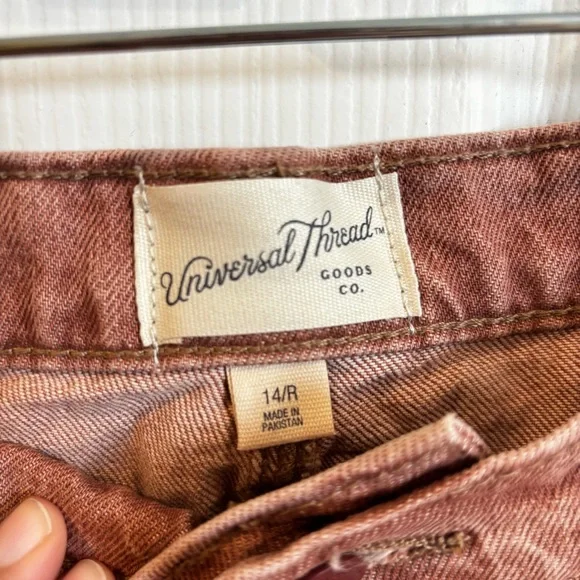 Universal Thread™
GOODS
CO.
14/R
MADE IN
PAKISTAN